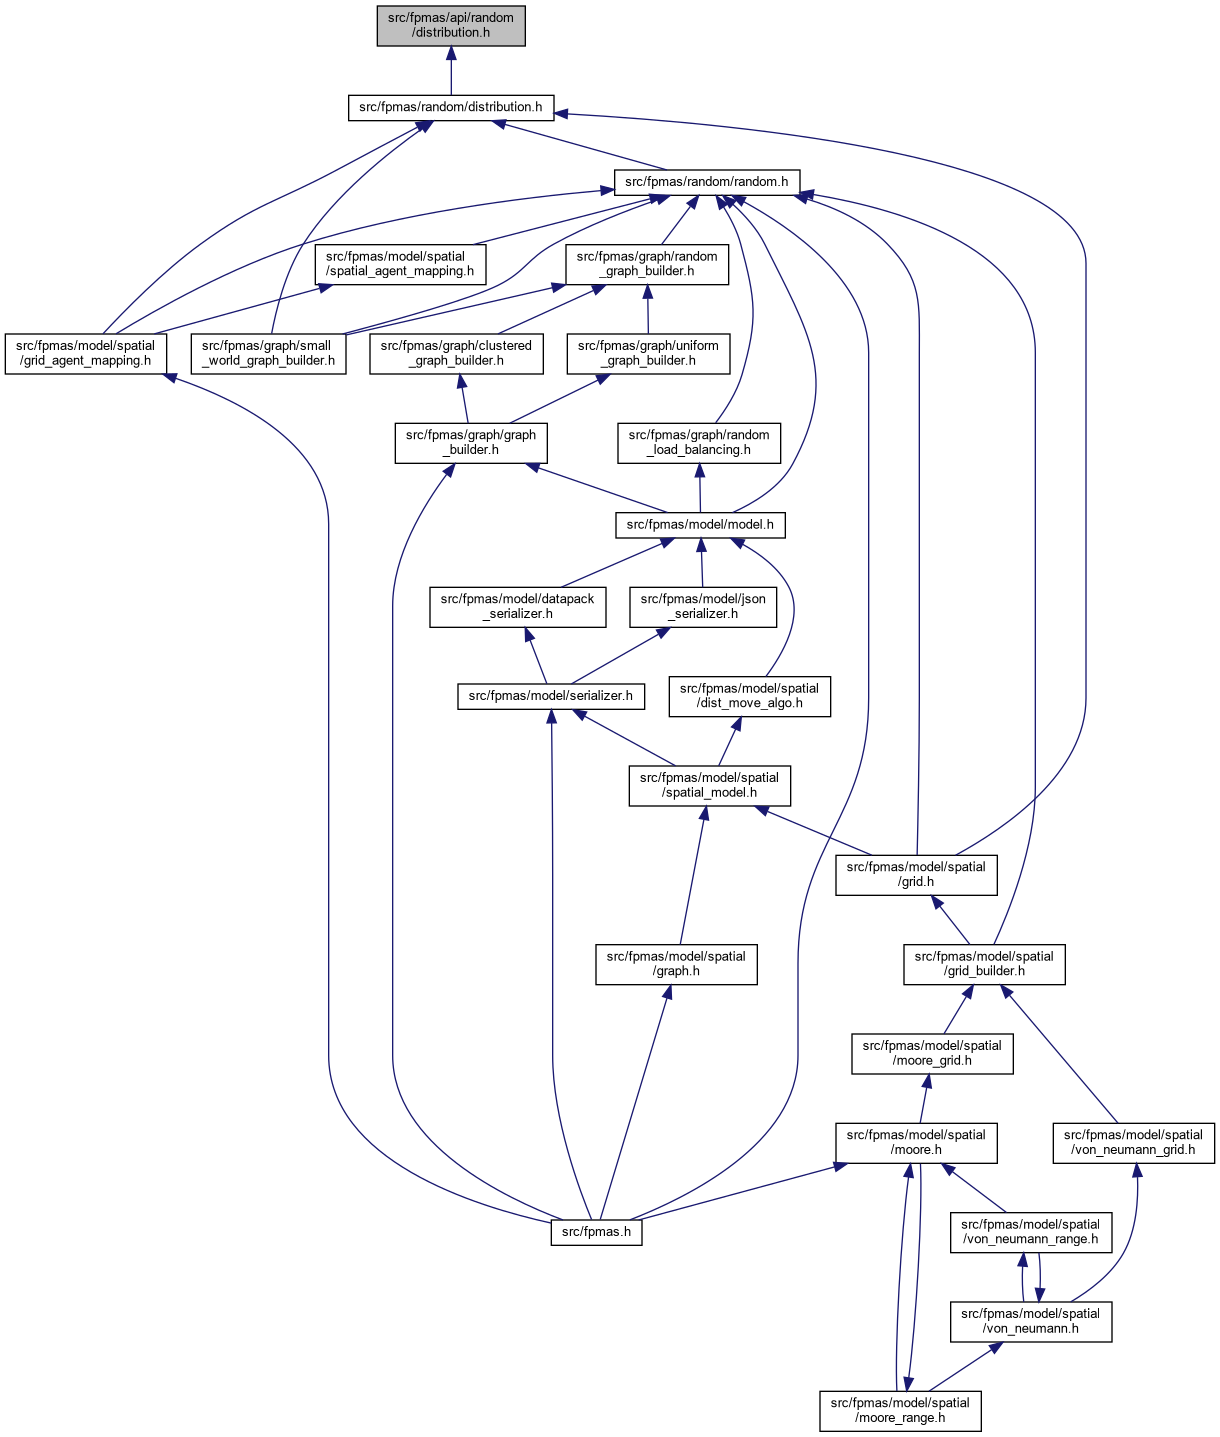 src/fpmas/api/random
/distribution.h
src/fpmas/random/distribution.h
src/fpmas/random/random.h
src/fpmas/model/spatial
/spatial_agent_mapping.h
src/fpmas/graph/random
_graph_builder.h
src/fpmas/model/spatial
/grid_agent_mapping.h
src/fpmas/graph/small
_world_graph_builder.h
src/fpmas/graph/clustered
_graph_builder.h
src/fpmas/graph/uniform
_graph_builder.h
src/fpmas/graph/graph
_builder.h
src/fpmas/graph/random
_load_balancing.h
src/fpmas/model/model.h
src/fpmas/model/datapack
_serializer.h
src/fpmas/model/json
_serializer.h
src/fpmas/model/serializer.h
src/fpmas/model/spatial
/dist_move_algo.h
src/fpmas/model/spatial
/spatial_model.h
src/fpmas/model/spatial
/grid.h
src/fpmas/model/spatial
/graph.h
src/fpmas/model/spatial
/grid_builder.h
src/fpmas/model/spatial
/moore_grid.h
src/fpmas/model/spatial
/moore.h
src/fpmas/model/spatial
/von_neumann_grid.h
src/fpmas.h
src/fpmas/model/spatial
/von_neumann_range.h
src/fpmas/model/spatial
/von_neumann.h
src/fpmas/model/spatial
/moore_range.h